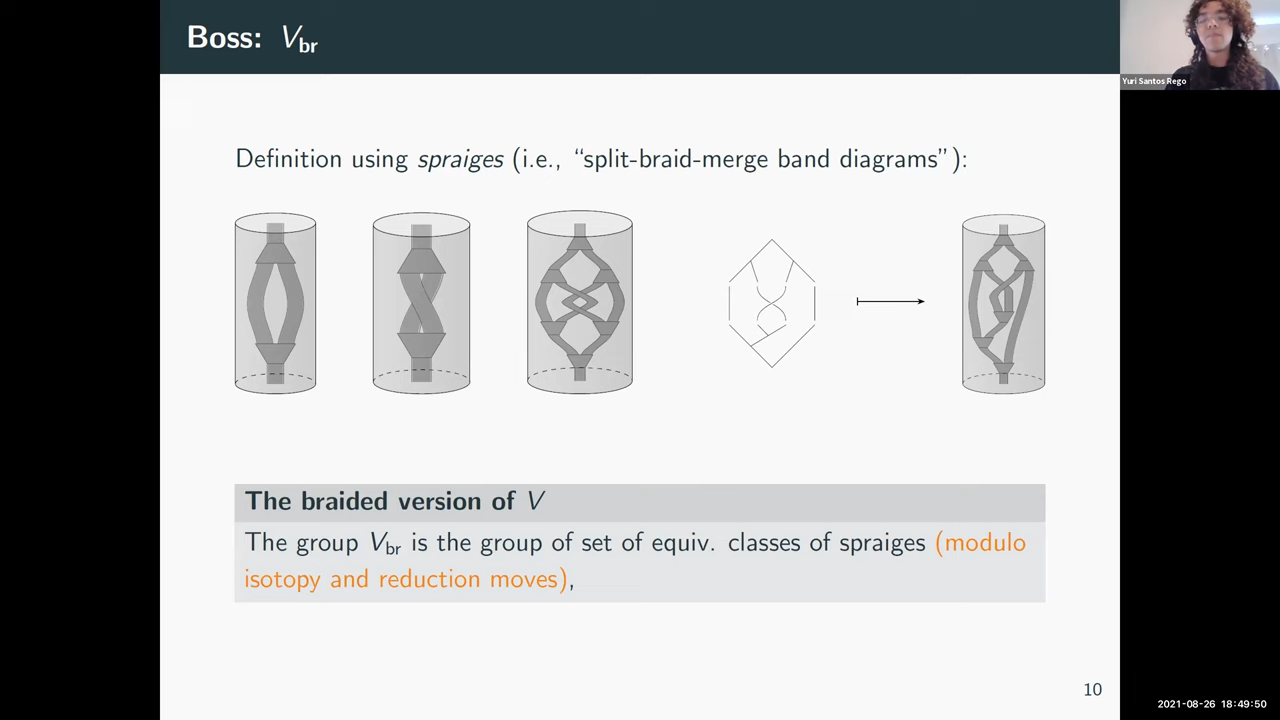 Boss: Vbr
Yuri Santos Rego
Definition using spraiges (i.e., “split-braid-merge band diagrams”):
The braided version of V
The group Vbr is the group of set of equiv. classes of spraiges (modulo
isotopy and reduction moves),
10
2021-08-26 18:49:50